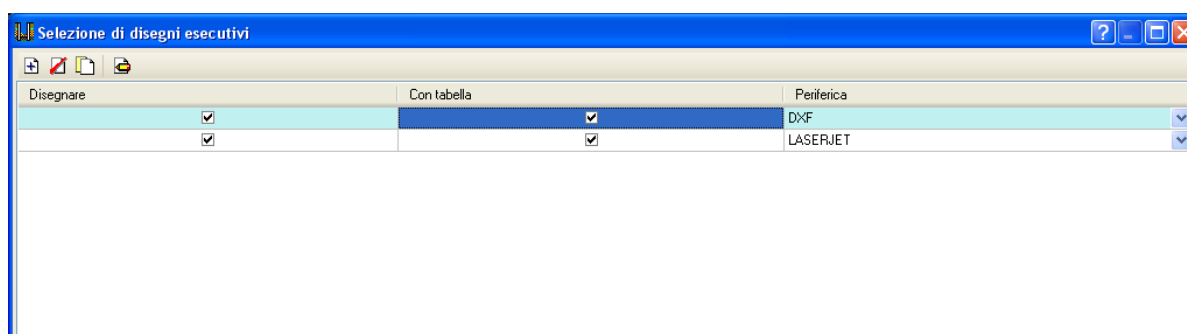 Selezione di disegni esecutivi
Disegnare Con tabella Periferica
DXF
LASERJET